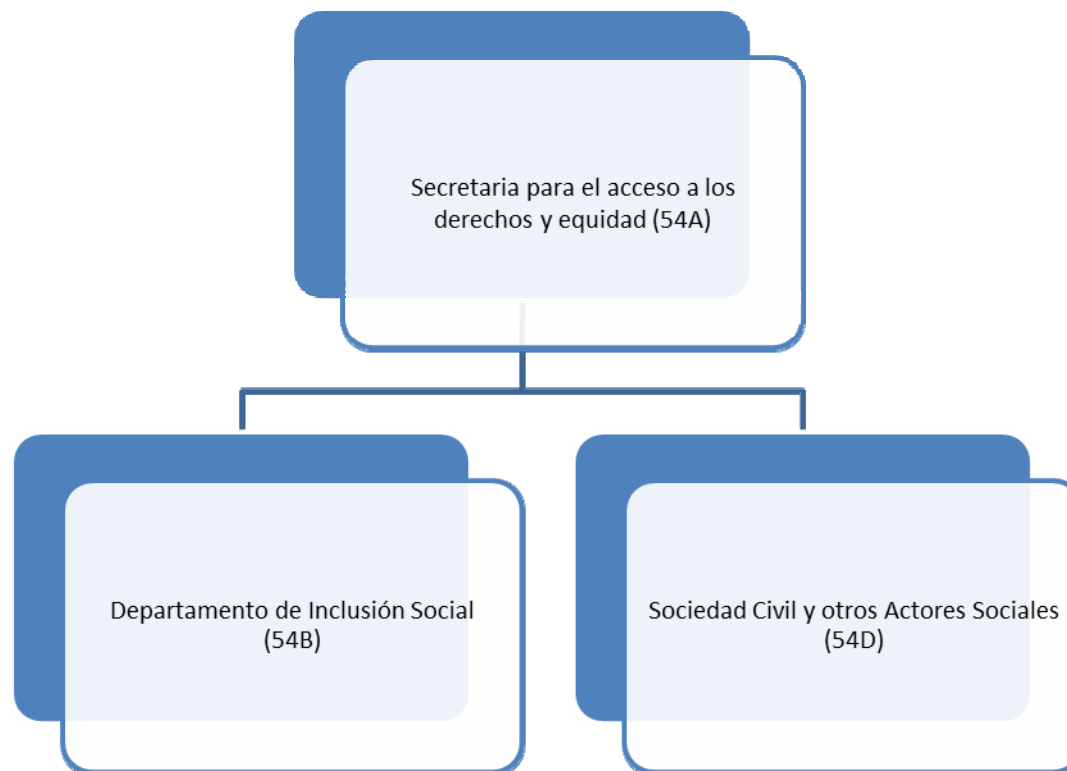 Secretaria para el acceso a los
derechos y equidad (54A)
Departamento de Inclusión Social
(54B)
Sociedad Civil y otros Actores Sociales
(54D)